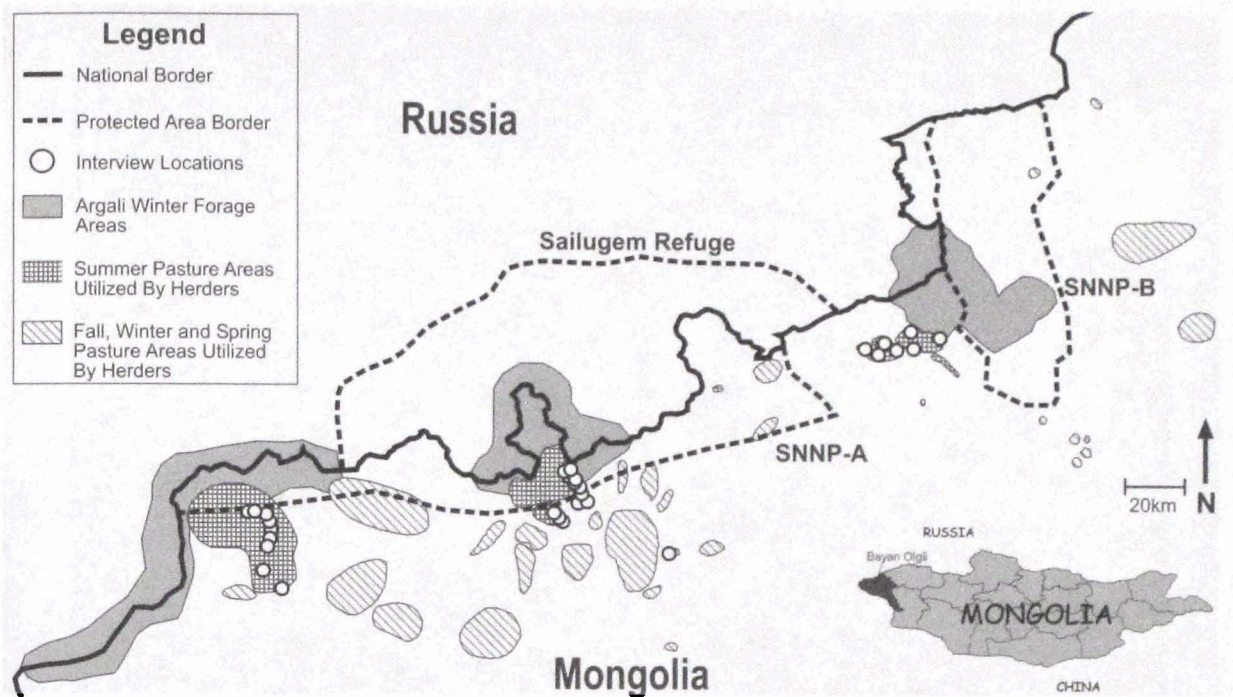 Legend
National Border
Protected Area Border
Interview Locations
Argali Winter Forage
Areas
Summer Pasture Areas
Utilized By Herders
Fall, Winter and Spring
Pasture Areas Utilized
By Herders
Russia
Sailugem Refuge
SNNP-B
SNNP-A
20km
N
Mongolia
RUSSIA
Bayan Olgii
MONGOLIA
CHINA